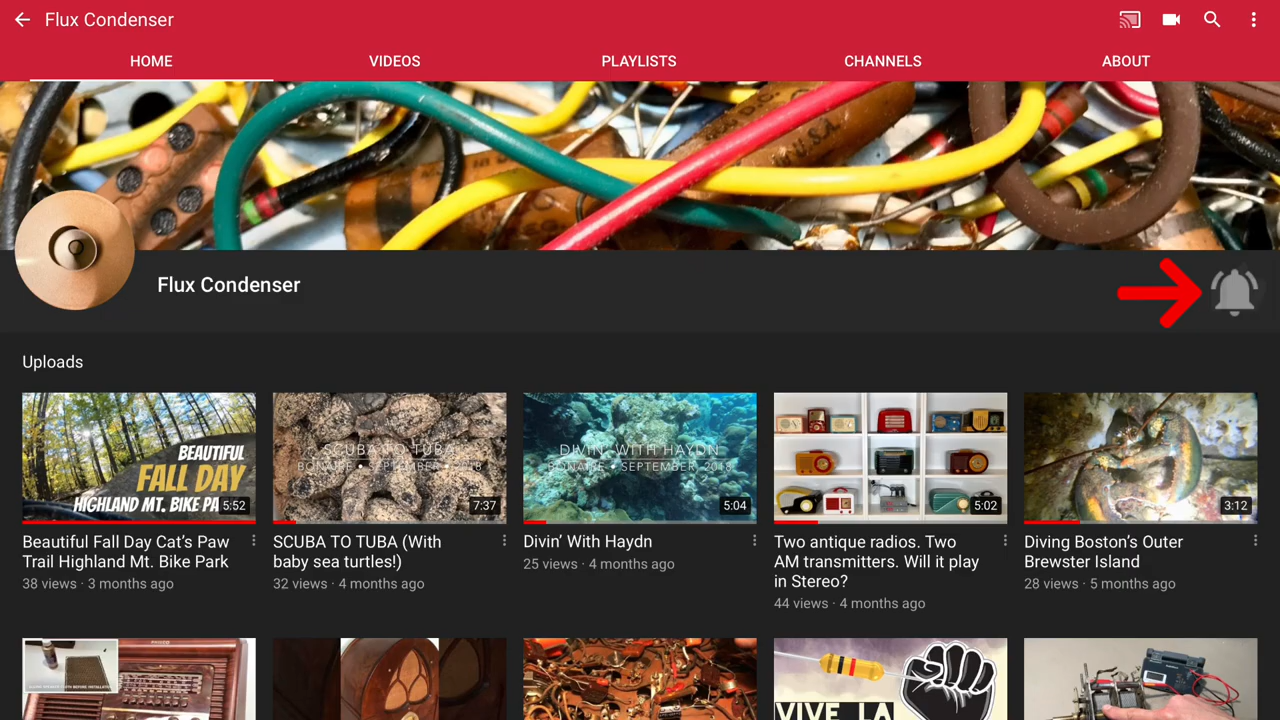 Flux Condenser
HOME
VIDEOS
PLAYLISTS
CHANNELS
ABOUT
U.S.A.
Flux Condenser
Uploads
BEAUTIFUL
FALL DAY
HIGHLAND MT. BIKE PA
5:52
SCUBA TO TUBA
BONAIRE • SEPTEMBER 2018
7:37
DIVIN' WITH HAYDN
BONAIRE • SEPTEMBER 2018
5:04
5:02
3:12
Beautiful Fall Day Cat's Paw
Trail Highland Mt. Bike Park
38 views · 3 months ago
SCUBA TO TUBA (With
baby sea turtles!)
32 views · 4 months ago
Divin' With Haydn
25 views · 4 months ago
Two antique radios. Two
AM transmitters. Will it play
in Stereo?
44 views · 4 months ago
Diving Boston's Outer
Brewster Island
28 views · 5 months ago
VIVE LA